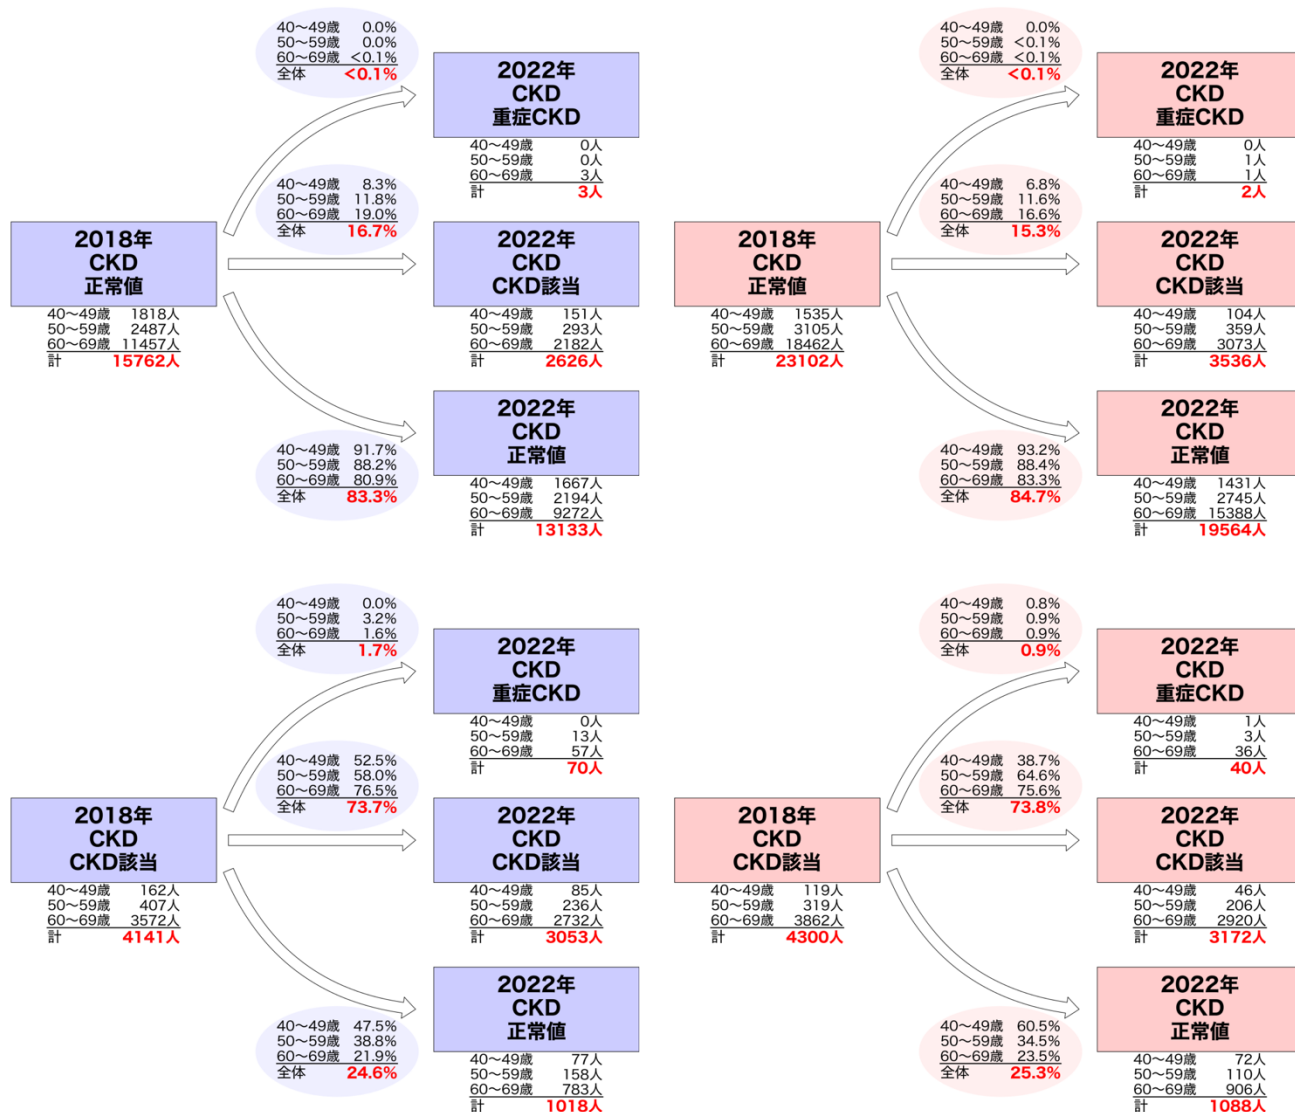 40〜49歳 0.0%
50〜59歳 0.0%
60〜69歳 <0.1%
全体 <0.1%
2022年
CKD
重症CKD
40〜49歳 0人
50〜59歳 0人
60〜69歳 3人
計 3人
40〜49歳 8.3%
50〜59歳 11.8%
60〜69歳 19.0%
全体 16.7%
2018年
CKD
正常値
40〜49歳 1818人
50〜59歳 2487人
60〜69歳 11457人
計 15762人
2022年
CKD
CKD該当
40〜49歳 151人
50〜59歳 293人
60〜69歳 2182人
計 2626人
40〜49歳 91.7%
50〜59歳 88.2%
60〜69歳 80.9%
全体 83.3%
2022年
CKD
正常値
40〜49歳 1667人
50〜59歳 2194人
60〜69歳 9272人
計 13133人
40〜49歳 0.0%
50〜59歳 <0.1%
60〜69歳 <0.1%
全体 <0.1%
2022年
CKD
重症CKD
40〜49歳 0人
50〜59歳 1人
60〜69歳 1人
計 2人
40〜49歳 6.8%
50〜59歳 11.6%
60〜69歳 16.6%
全体 15.3%
2018年
CKD
正常値
40〜49歳 1535人
50〜59歳 3105人
60〜69歳 18462人
計 23102人
2022年
CKD
CKD該当
40〜49歳 104人
50〜59歳 359人
60〜69歳 3073人
計 3536人
40〜49歳 93.2%
50〜59歳 88.4%
60〜69歳 83.3%
全体 84.7%
2022年
CKD
正常値
40〜49歳 1431人
50〜59歳 2745人
60〜69歳 15388人
計 19564人
40〜49歳 0.0%
50〜59歳 3.2%
60〜69歳 1.6%
全体 1.7%
2022年
CKD
重症CKD
40〜49歳 0人
50〜59歳 13人
60〜69歳 57人
計 70人
40〜49歳 52.5%
50〜59歳 58.0%
60〜69歳 76.5%
全体 73.7%
2018年
CKD
CKD該当
40〜49歳 162人
50〜59歳 407人
60〜69歳 3572人
計 4141人
2022年
CKD
CKD該当
40〜49歳 85人
50〜59歳 236人
60〜69歳 2732人
計 3053人
40〜49歳 47.5%
50〜59歳 38.8%
60〜69歳 21.9%
全体 24.6%
2022年
CKD
正常値
40〜49歳 77人
50〜59歳 158人
60〜69歳 783人
計 1018人
40〜49歳 0.8%
50〜59歳 0.9%
60〜69歳 0.9%
全体 0.9%
2022年
CKD
重症CKD
40〜49歳 1人
50〜59歳 3人
60〜69歳 36人
計 40人
40〜49歳 38.7%
50〜59歳 64.6%
60〜69歳 75.6%
全体 73.8%
2018年
CKD
CKD該当
40〜49歳 119人
50〜59歳 319人
60〜69歳 3862人
計 4300人
2022年
CKD
CKD該当
40〜49歳 46人
50〜59歳 206人
60〜69歳 2920人
計 3172人
40〜49歳 60.5%
50〜59歳 34.5%
60〜69歳 23.5%
全体 25.3%
2022年
CKD
正常値
40〜49歳 72人
50〜59歳 110人
60〜69歳 906人
計 1088人